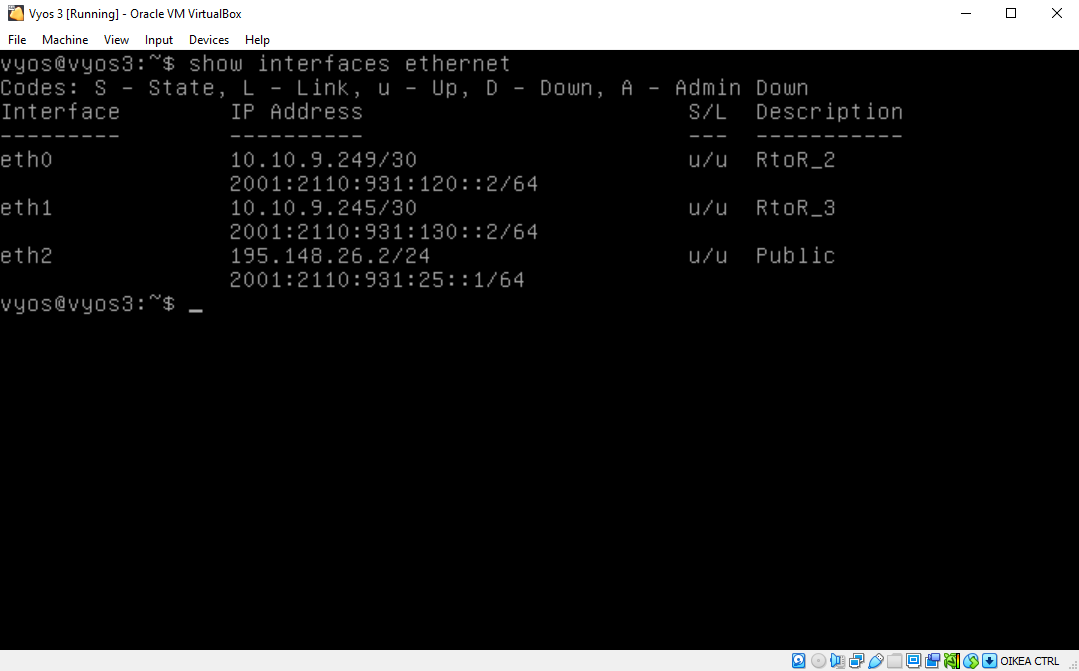 Vyos 3 [Running] - Oracle VM VirtualBox
File Machine View Input Devices Help
vyos@vyos3:~$ show interfaces ethernet
Codes: S - State, L - Link, u - Up, D - Down, A - Admin Down
Interface IP Address S/L Description
--------- ---------- --- -----------
eth0 10.10.9.249/30 u/u RtoR_2
2001:2110:931:120::2/64
eth1 10.10.9.245/30 u/u RtoR_3
2001:2110:931:130::2/64
eth2 195.148.26.2/24 u/u Public
2001:2110:931:25::1/64
vyos@vyos3:~$ _
OIKEA CTRL